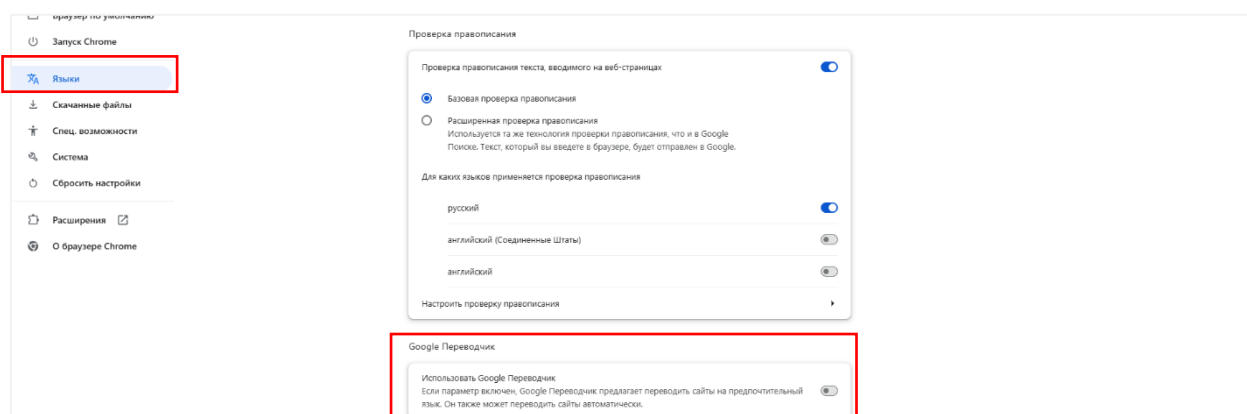 Браузер по умолчанию
Запуск Chrome
Языки
Скачанные файлы
Спец. возможности
Система
Сбросить настройки
Расширения
О браузере Chrome
Проверка правописания
Проверка правописания текста, вводимого на веб-страницах
Базовая проверка правописания
Расширенная проверка правописания
Используется та же технология проверки правописания, что и в Google
Поиске. Текст, который вы введете в браузере, будет отправлен в Google.
Для каких языков применяется проверка правописания
русский
английский (Соединенные Штаты)
английский
Настроить проверку правописания
Google Переводчик
Использовать Google Переводчик
Если параметр включен, Google Переводчик предлагает переводить сайты на предпочтительный
язык. Он также может переводить сайты автоматически.